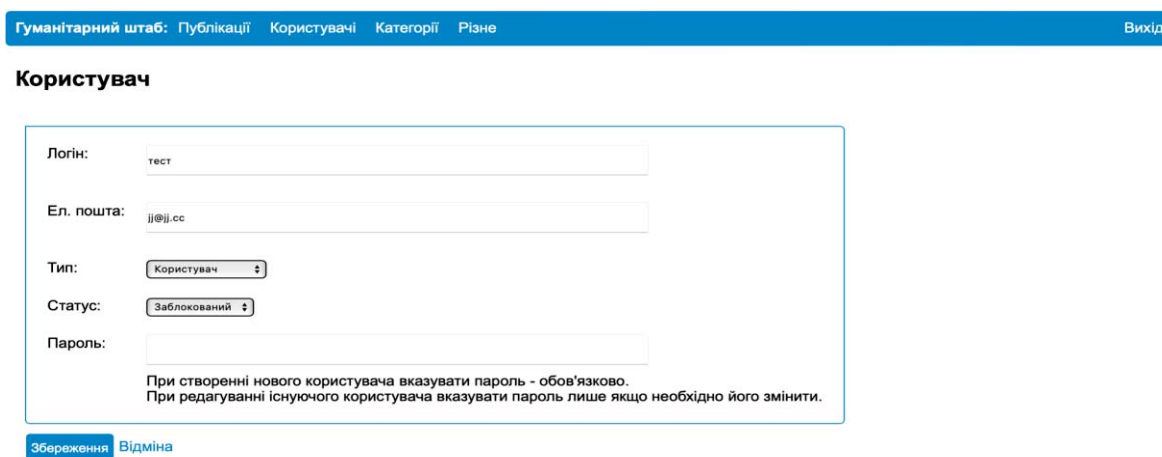 Гуманітарний штаб: Публікації Користувачі Категорії Різне Вихід
Користувач
Логін: тест
Ел. пошта: jj@jj.cc
Тип: Користувач
Статус: Заблокований
Пароль:
При створенні нового користувача вказувати пароль - обов'язково.
При редагуванні існуючого користувача вказувати пароль лише якщо необхідно його змінити.
Збереження Відміна